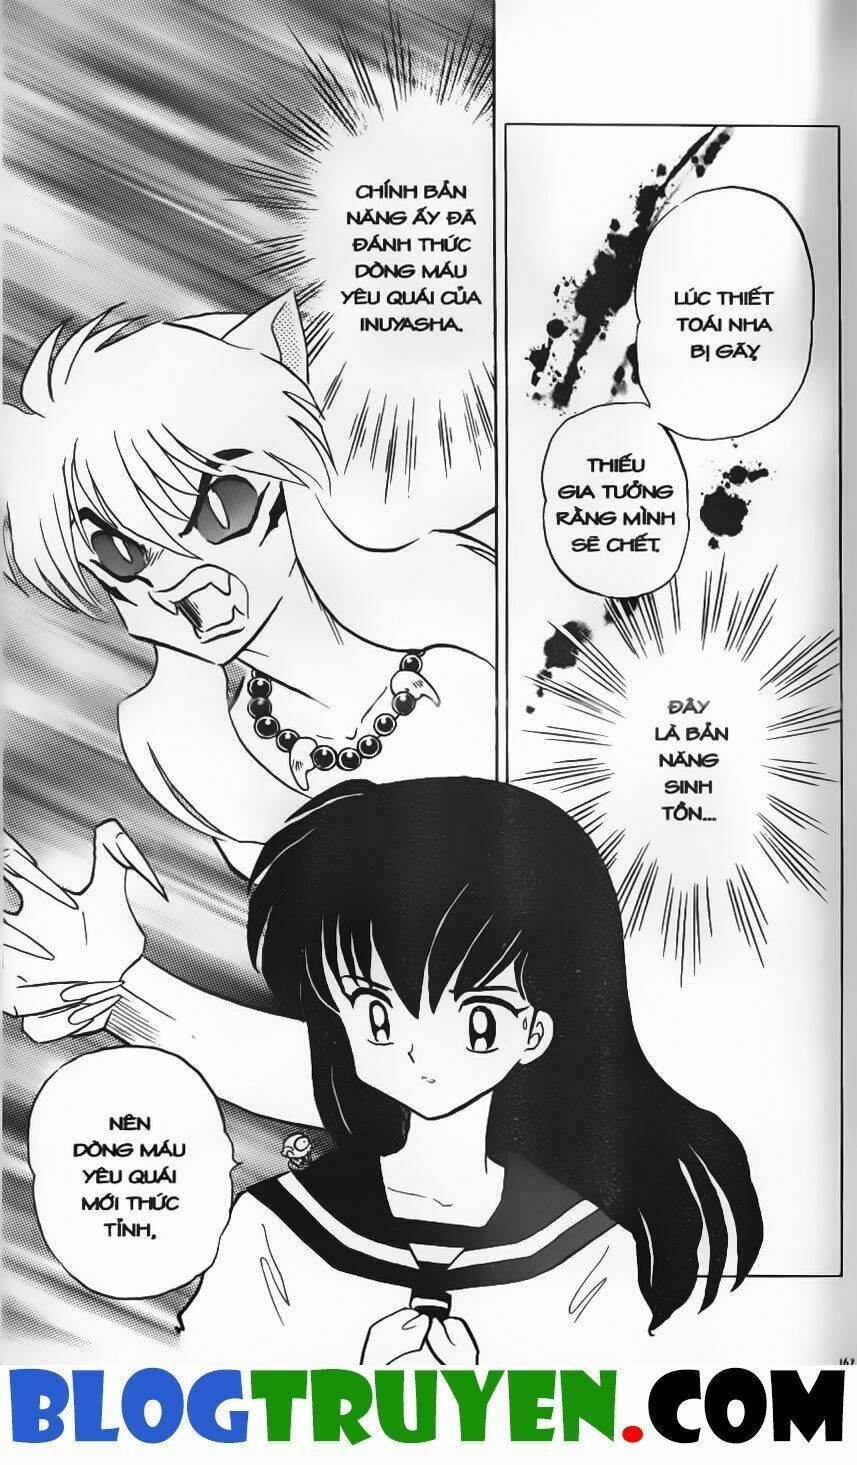 LÚC THIẾT
TOÁI NHA
BỊ GÃY,
THIẾU
GIA TƯỞNG
RẰNG MÌNH
SẼ CHẾT.
ĐÂY
LÀ BẢN
NĂNG
SINH
TỒN...
CHÍNH BẢN
NĂNG ẤY ĐÃ
ĐÁNH THỨC
DÒNG MÁU
YÊU QUÁI CỦA
INUYASHA.
NÊN
DÒNG MÁU
YÊU QUÁI
MỚI THỨC
TỈNH,
167
BLOGTRUYEN.COM